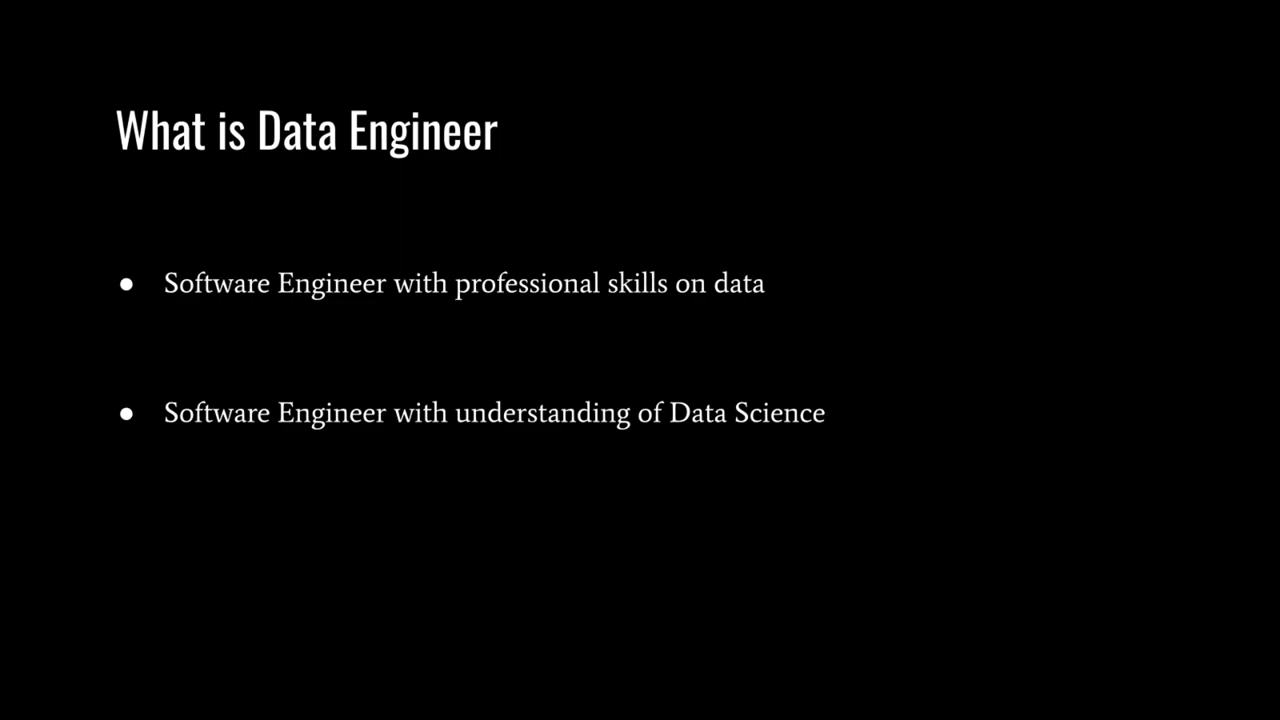 What is Data Engineer
● Software Engineer with professional skills on data
● Software Engineer with understanding of Data Science